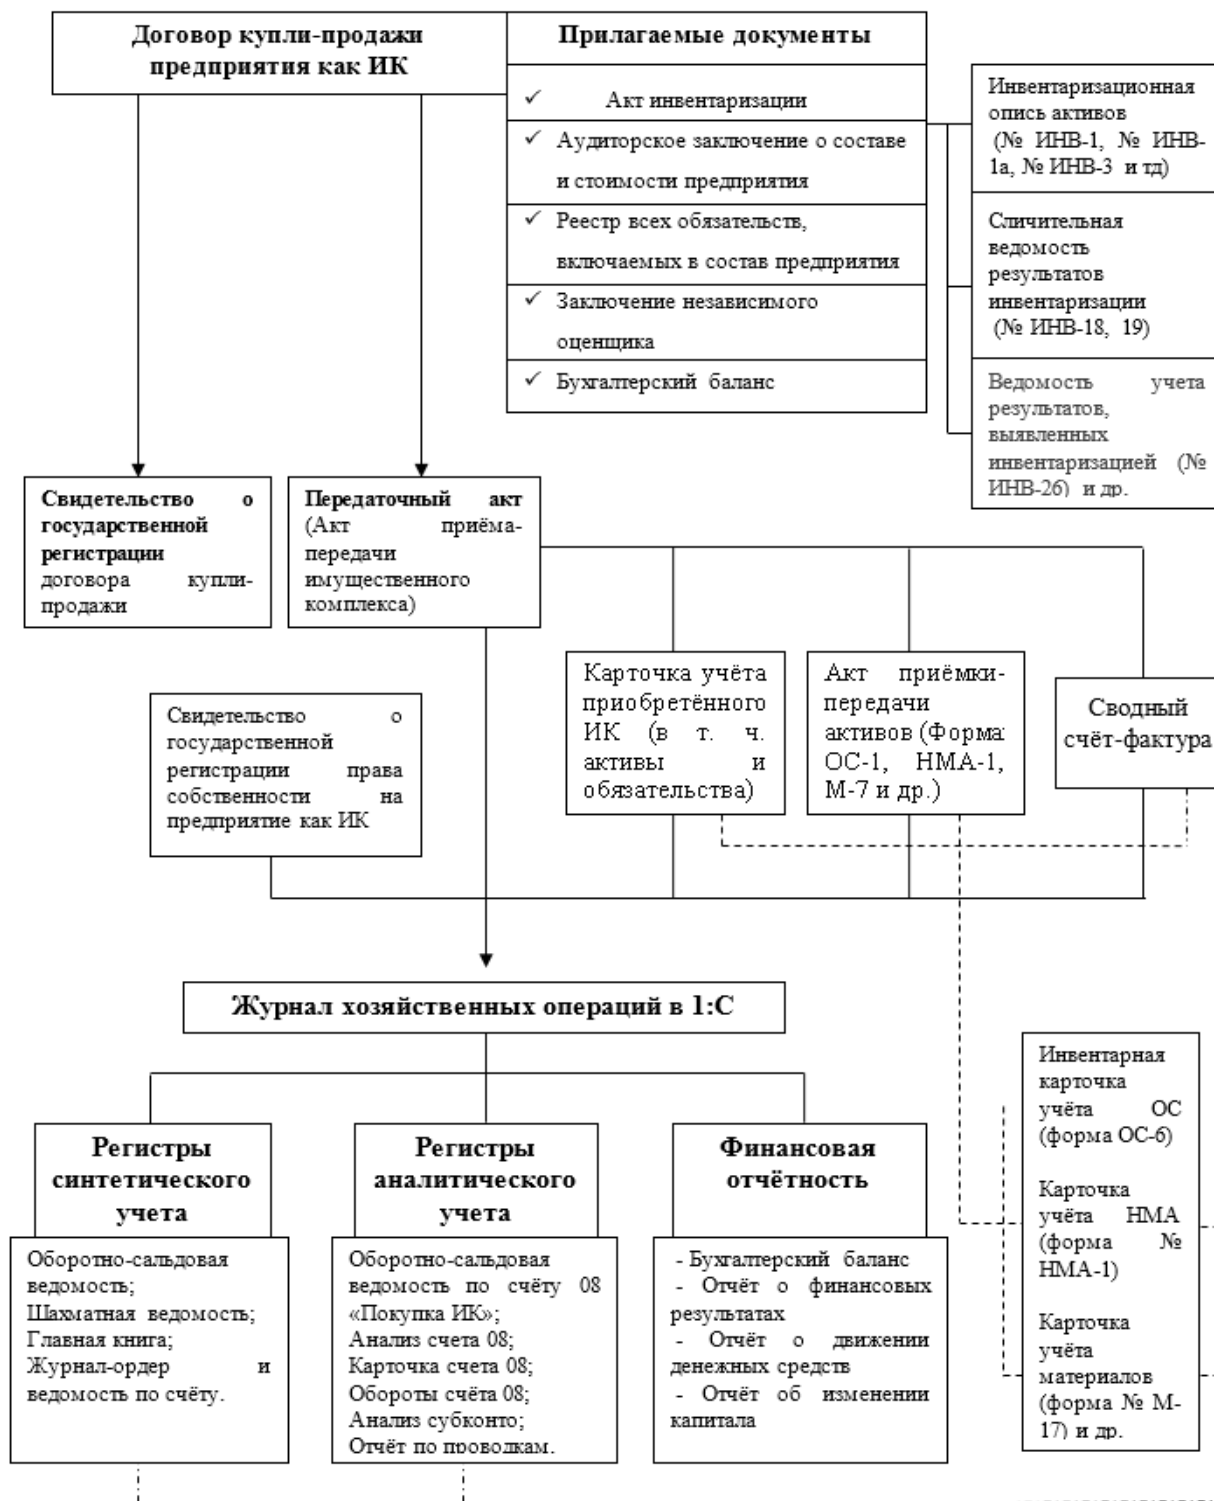 Договор купли-продажи
предприятия как ИК
Прилагаемые документы
✓ Акт инвентаризации
✓ Аудиторское заключение о составе
и стоимости предприятия
✓ Реестр всех обязательств,
включаемых в состав предприятия
✓ Заключение независимого
оценщика
✓ Бухгалтерский баланс
Инвентаризационная
опись активов
(№ ИНВ-1, № ИНВ-
1а, № ИНВ-3 и тд)
Сличительная
ведомость
результатов
инвентаризации
(№ ИНВ-18, 19)
Ведомость учета
результатов,
выявленных
инвентаризацией (№
ИНВ-26) и др.
Свидетельство о
государственной
регистрации
договора купли-
продажи
Передаточный акт
(Акт приёма-
передачи
имущественного
комплекса)
Свидетельство о
государственной
регистрации права
собственности на
предприятие как ИК
Карточка учёта
приобретённого
ИК (в т. ч.
активы и
обязательства)
Акт приёмки-
передачи
активов (Форма
ОС-1, НМА-1,
М-7 и др.)
Сводный
счёт-фактура
Журнал хозяйственных операций в 1:С
Регистры
синтетического
учета
Оборотно-сальдовая
ведомость;
Шахматная ведомость;
Главная книга;
Журнал-ордер и
ведомость по счёту.
Регистры
аналитического
учета
Оборотно-сальдовая
ведомость по счёту 08
«Покупка ИК»;
Анализ счета 08;
Карточка счета 08;
Обороты счёта 08;
Анализ субконто;
Отчёт по проводкам.
Финансовая
отчётность
- Бухгалтерский баланс
- Отчёт о финансовых
результатах
- Отчёт о движении
денежных средств
- Отчёт об изменении
капитала
Инвентарная
карточка
учёта ОС
(форма ОС-6)
Карточка
учёта НМА
(форма №
НМА-1)
Карточка
учёта
материалов
(форма № М-
17) и др.